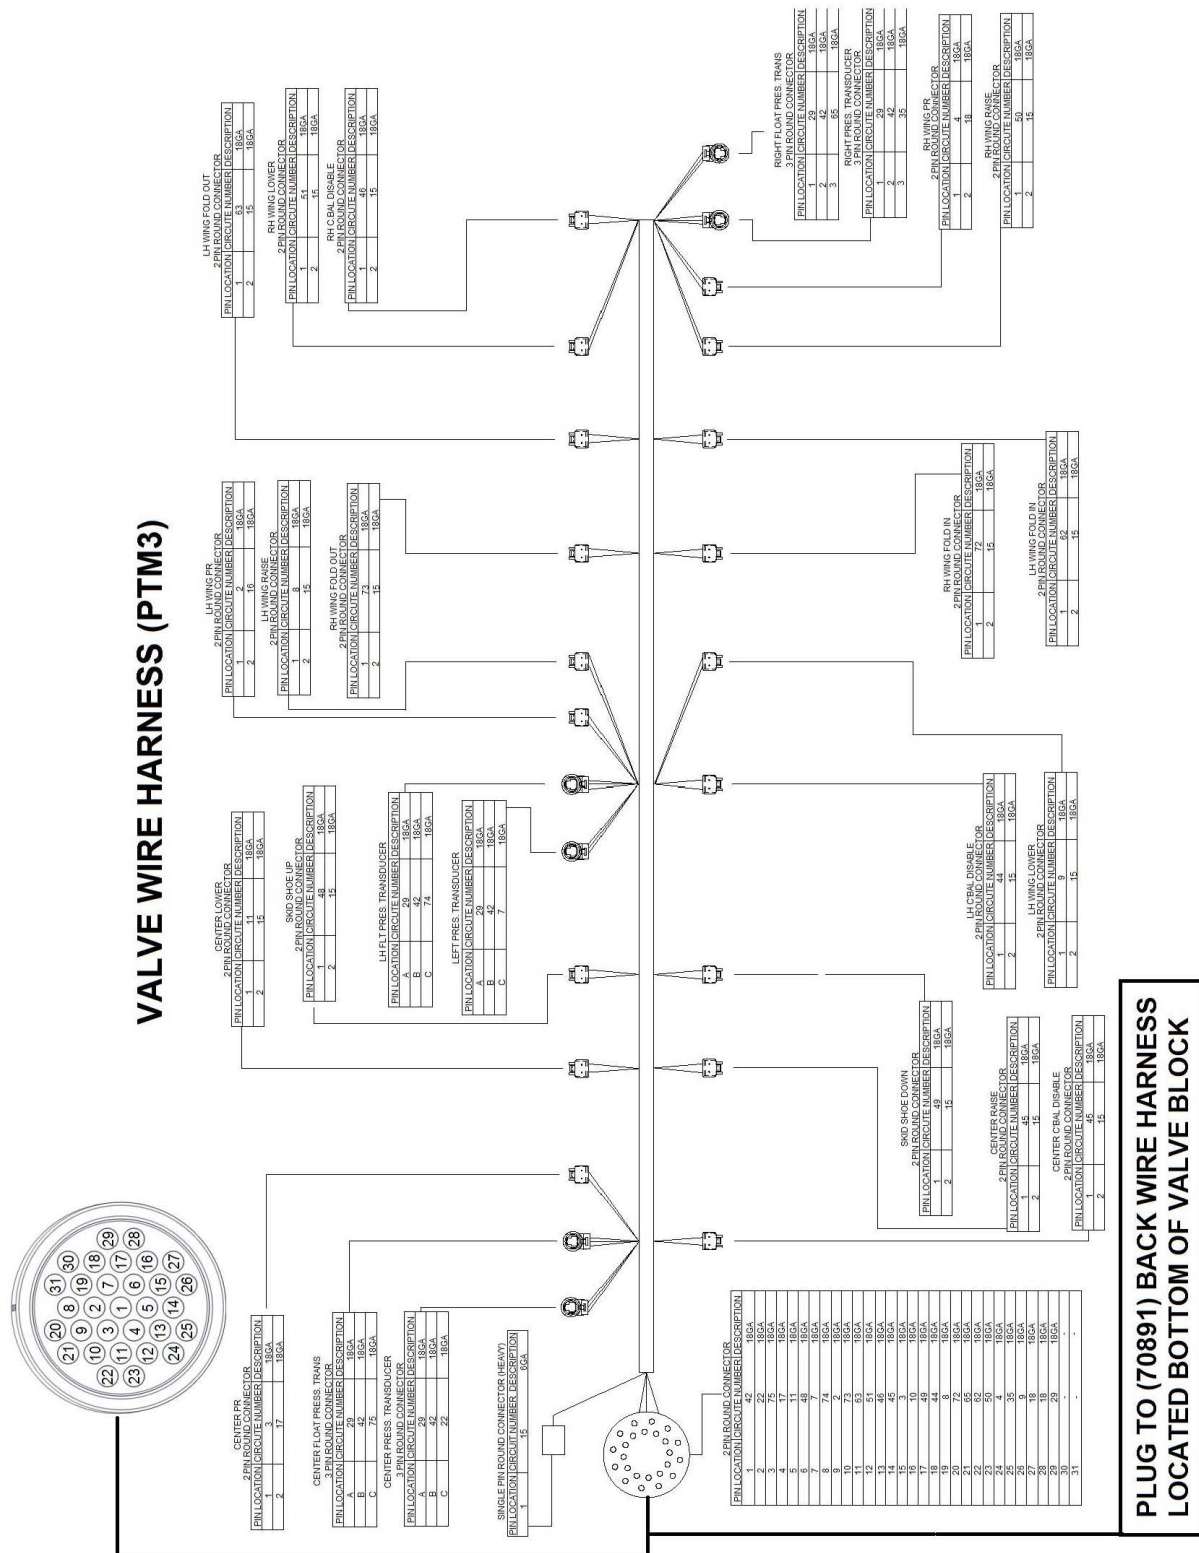 VALVE WIRE HARNESS (PTM3)
31
30
29
20
19
18
28
21
8
7
17
9
2
6
16
27
22
10
3
1
5
15
26
23
11
4
12
13
14
24
25
CENTER PR
2 PIN ROUND CONNECTOR
PIN LOCATION CIRCUTE NUMBER DESCRIPTION
1 3 18GA
2 17 18GA
CENTER FLOAT PRESS. TRANS
3 PIN ROUND CONNECTOR
PIN LOCATION CIRCUTE NUMBER DESCRIPTION
A 29 18GA
B 42 18GA
C 75 18GA
CENTER PRESS. TRANSDUCER
3 PIN ROUND CONNECTOR
PIN LOCATION CIRCUTE NUMBER DESCRIPTION
A 29 18GA
B 42 18GA
C 22 18GA
SINGLE PIN ROUND CONNECTOR (HEAVY)
PIN LOCATION CIRCUIT NUMBER DESCRIPTION
1 15 6GA
2 PIN ROUND CONNECTOR
PIN LOCATION CIRCUTE NUMBER DESCRIPTION
1 42 18GA
2 22 18GA
3 75 18GA
4 17 18GA
5 11 18GA
6 48 18GA
7 7 18GA
8 74 18GA
9 2 18GA
10 73 18GA
11 63 18GA
12 51 18GA
13 46 18GA
14 45 18GA
15 3 18GA
16 10 18GA
17 49 18GA
18 44 18GA
19 8 18GA
20 72 18GA
21 65 18GA
22 62 18GA
23 50 18GA
24 4 18GA
25 35 18GA
26 9 18GA
27 18 18GA
28 18 18GA
29 29 18GA
30 - -
31 - -
CENTER LOWER
2 PIN ROUND CONNECTOR
PIN LOCATION CIRCUTE NUMBER DESCRIPTION
1 11 18GA
2 15 18GA
SKID SHOE UP
2 PIN ROUND CONNECTOR
PIN LOCATION CIRCUTE NUMBER DESCRIPTION
1 48 18GA
2 15 18GA
LH FLT PRES. TRANSDUCER
PIN LOCATION CIRCUTE NUMBER DESCRIPTION
A 29 18GA
B 42 18GA
C 74 18GA
LEFT PRES. TRANSDUCER
PIN LOCATION CIRCUTE NUMBER DESCRIPTION
A 29 18GA
B 42 18GA
C 7 18GA
SKID SHOE DOWN
2 PIN ROUND CONNECTOR
PIN LOCATION CIRCUTE NUMBER DESCRIPTION
1 49 18GA
2 15 18GA
CENTER RAISE
2 PIN ROUND CONNECTOR
PIN LOCATION CIRCUTE NUMBER DESCRIPTION
1 45 18GA
2 15 18GA
CENTER C'BAL DISABLE
2 PIN ROUND CONNECTOR
PIN LOCATION CIRCUTE NUMBER DESCRIPTION
1 45 18GA
2 15 18GA
LH WING PR
2 PIN ROUND CONNECTOR
PIN LOCATION CIRCUTE NUMBER DESCRIPTION
1 2 18GA
2 16 18GA
LH WING RAISE
2 PIN ROUND CONNECTOR
PIN LOCATION CIRCUTE NUMBER DESCRIPTION
1 8 18GA
2 15 18GA
RH WING FOLD OUT
2 PIN ROUND CONNECTOR
PIN LOCATION CIRCUTE NUMBER DESCRIPTION
1 73 18GA
2 15 18GA
LH C'BAL DISABLE
2 PIN ROUND CONNECTOR
PIN LOCATION CIRCUTE NUMBER DESCRIPTION
1 44 18GA
2 15 18GA
LH WING LOWER
2 PIN ROUND CONNECTOR
PIN LOCATION CIRCUTE NUMBER DESCRIPTION
1 9 18GA
2 15 18GA
LH WING FOLD OUT
2 PIN ROUND CONNECTOR
PIN LOCATION CIRCUTE NUMBER DESCRIPTION
1 63 18GA
2 15 18GA
RH WING LOWER
2 PIN ROUND CONNECTOR
PIN LOCATION CIRCUTE NUMBER DESCRIPTION
1 51 18GA
2 15 18GA
RH C.BAL DISABLE
2 PIN ROUND CONNECTOR
PIN LOCATION CIRCUTE NUMBER DESCRIPTION
1 46 18GA
2 15 18GA
RH WING FOLD IN
2 PIN ROUND CONNECTOR
PIN LOCATION CIRCUTE NUMBER DESCRIPTION
1 72 18GA
2 15 18GA
LH WING FOLD IN
2 PIN ROUND CONNECTOR
PIN LOCATION CIRCUTE NUMBER DESCRIPTION
1 62 18GA
2 15 18GA
RIGHT FLOAT PRES. TRANS
3 PIN ROUND CONNECTOR
PIN LOCATION CIRCUTE NUMBER DESCRIPTION
1 29 18GA
2 42 18GA
3 65 18GA
RIGHT PRES. TRANSDUCER
3 PIN ROUND CONNECTOR
PIN LOCATION CIRCUTE NUMBER DESCRIPTION
1 29 18GA
2 42 18GA
3 35 18GA
RH WING PR
2 PIN ROUND CONNECTOR
PIN LOCATION CIRCUTE NUMBER DESCRIPTION
1 4 18GA
2 18 18GA
RH WING RAISE
2 PIN ROUND CONNECTOR
PIN LOCATION CIRCUTE NUMBER DESCRIPTION
1 50 18GA
2 15 18GA
PLUG TO (70891) BACK WIRE HARNESS
LOCATED BOTTOM OF VALVE BLOCK